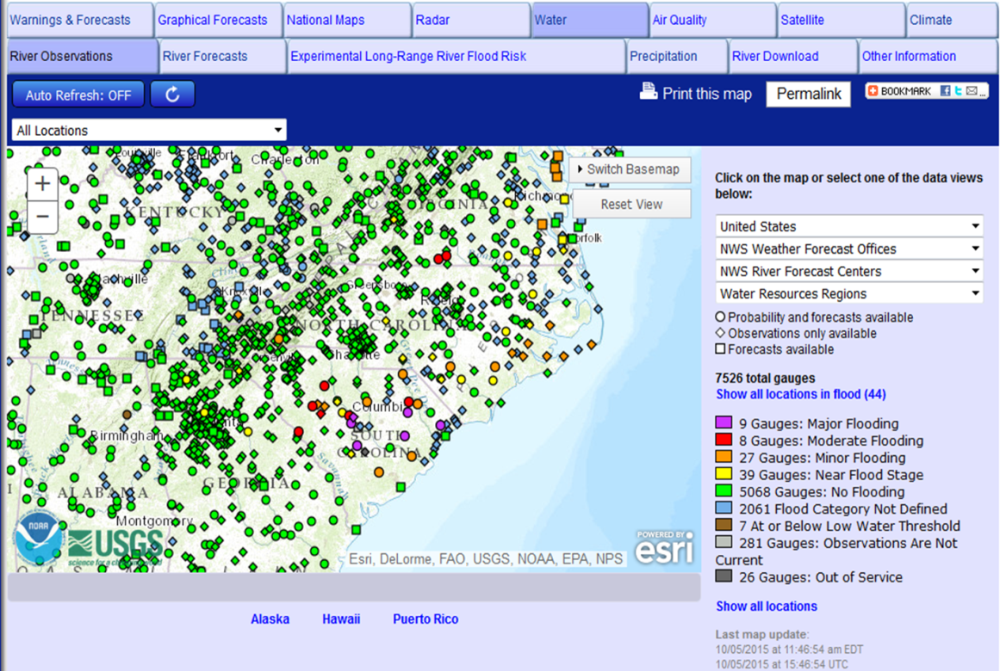 Warnings & Forecasts Graphical Forecasts National Maps Radar Water Air Quality Satellite Climate
River Observations River Forecasts Experimental Long-Range River Flood Risk Precipitation River Download Other Information
Auto Refresh: OFF Print this map Permalink BOOKMARK
All Locations
Switch Basemap
Reset View
KENTUCKY
Nashville
TENNESSEE
NORTH CAROLINA
Charlotte
Columbia
Birmingham
SOUTH
CAROLINA
GEORGIA
Savannah
ALABAMA
Montgomery
NOAA
USGS
science for a changing world
Esri, DeLorme, FAO, USGS, NOAA, EPA, NPS
POWERED BY
esri
Alaska Hawaii Puerto Rico
Click on the map or select one of the data views
below:
United States
NWS Weather Forecast Offices
NWS River Forecast Centers
Water Resources Regions
Probability and forecasts available
Observations only available
Forecasts available
7526 total gauges
Show all locations in flood (44)
9 Gauges: Major Flooding
8 Gauges: Moderate Flooding
27 Gauges: Minor Flooding
39 Gauges: Near Flood Stage
5068 Gauges: No Flooding
2061 Flood Category Not Defined
7 At or Below Low Water Threshold
281 Gauges: Observations Are Not
Current
26 Gauges: Out of Service
Show all locations
Last map update:
10/05/2015 at 11:46:54 am EDT
10/05/2015 at 15:46:54 UTC